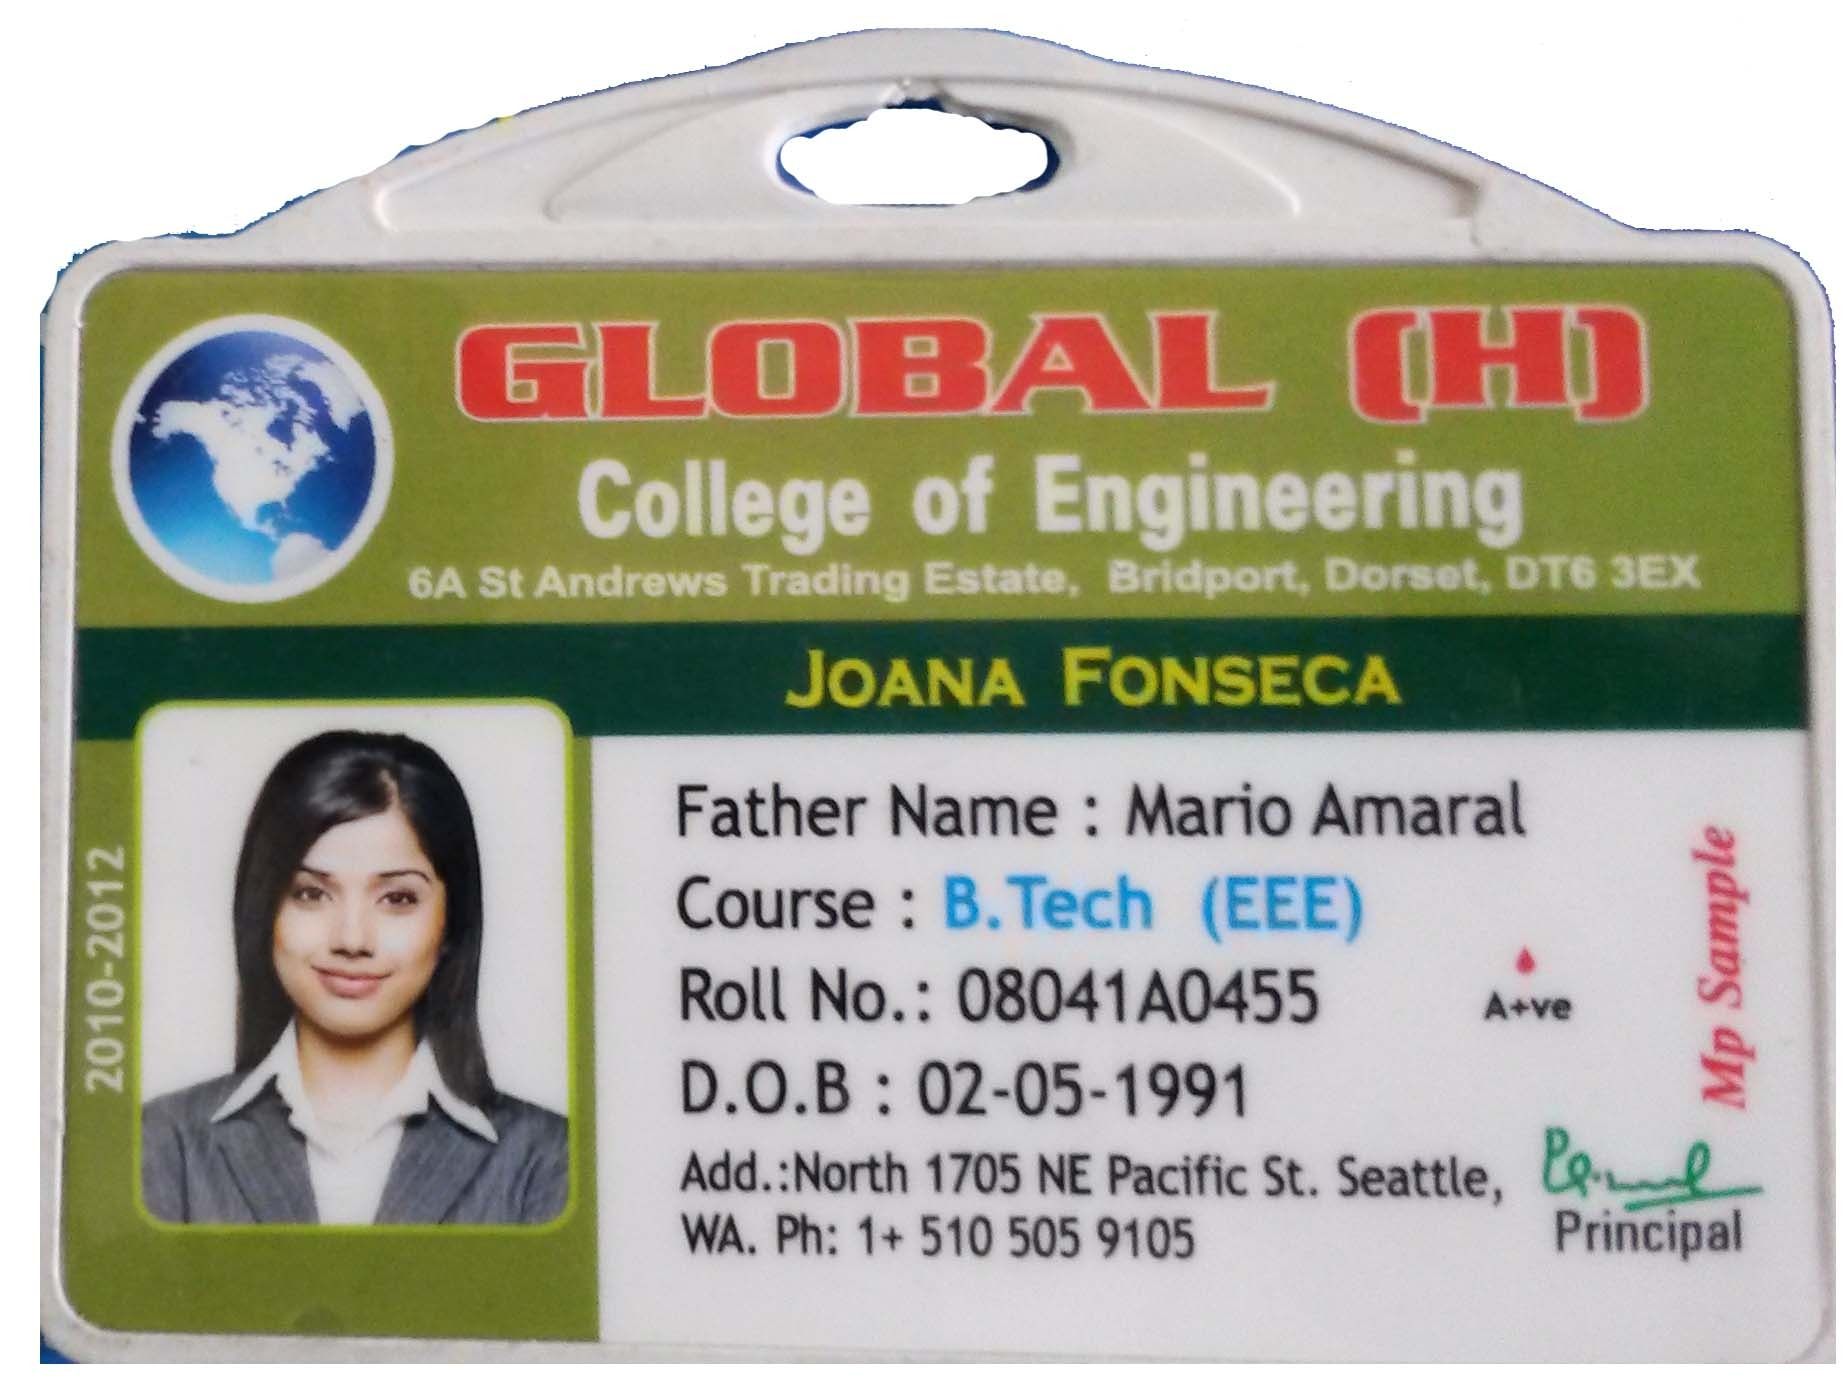 GLOBAL (H)
College of Engineering
6A St Andrews Trading Estate, Bridport, Dorset, DT6 3EX
JOANA FONSECA
2010-2012
Father Name : Mario Amaral
Course : B.Tech (EEE)
Roll No.: 08041A0455
D.O.B : 02-05-1991
Add.:North 1705 NE Pacific St. Seattle,
WA. Ph: 1+ 510 505 9105
A+ve
Mp Sample
Principal